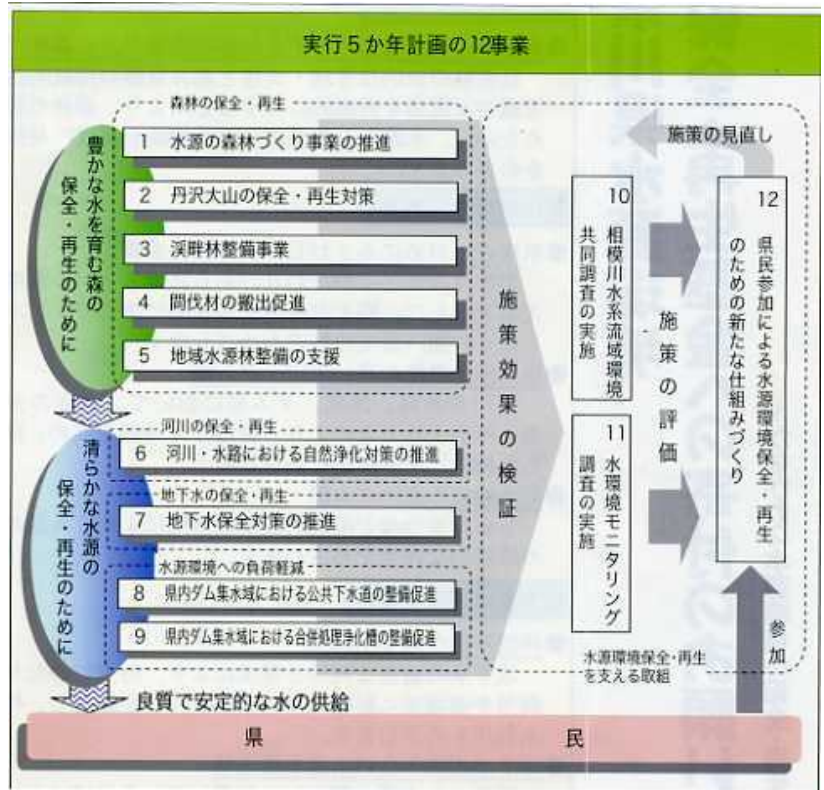 実行5か年計画の12事業
森林の保全・再生
豊かな水を育む森の
保全・再生のために
1 水源の森林づくり事業の推進
2 丹沢大山の保全・再生対策
3 渓畔林整備事業
4 間伐材の搬出促進
5 地域水源林整備の支援
清らかな水源の
保全・再生のために
河川の保全・再生
6 河川・水路における自然浄化対策の推進
地下水の保全・再生
7 地下水保全対策の推進
水源環境への負荷軽減
8 県内ダム集水域における公共下水道の整備促進
9 県内ダム集水域における合併処理浄化槽の整備促進
施策効果の検証
10 相模川水系流域環境
共同調査の実施
11 水環境モニタリング
調査の実施
施策の評価
施策の見直し
12 県民参加による水源環境保全・再生
のための新たな仕組みづくり
水源環境保全・再生
を支える取組
参加
良質で安定的な水の供給
県民